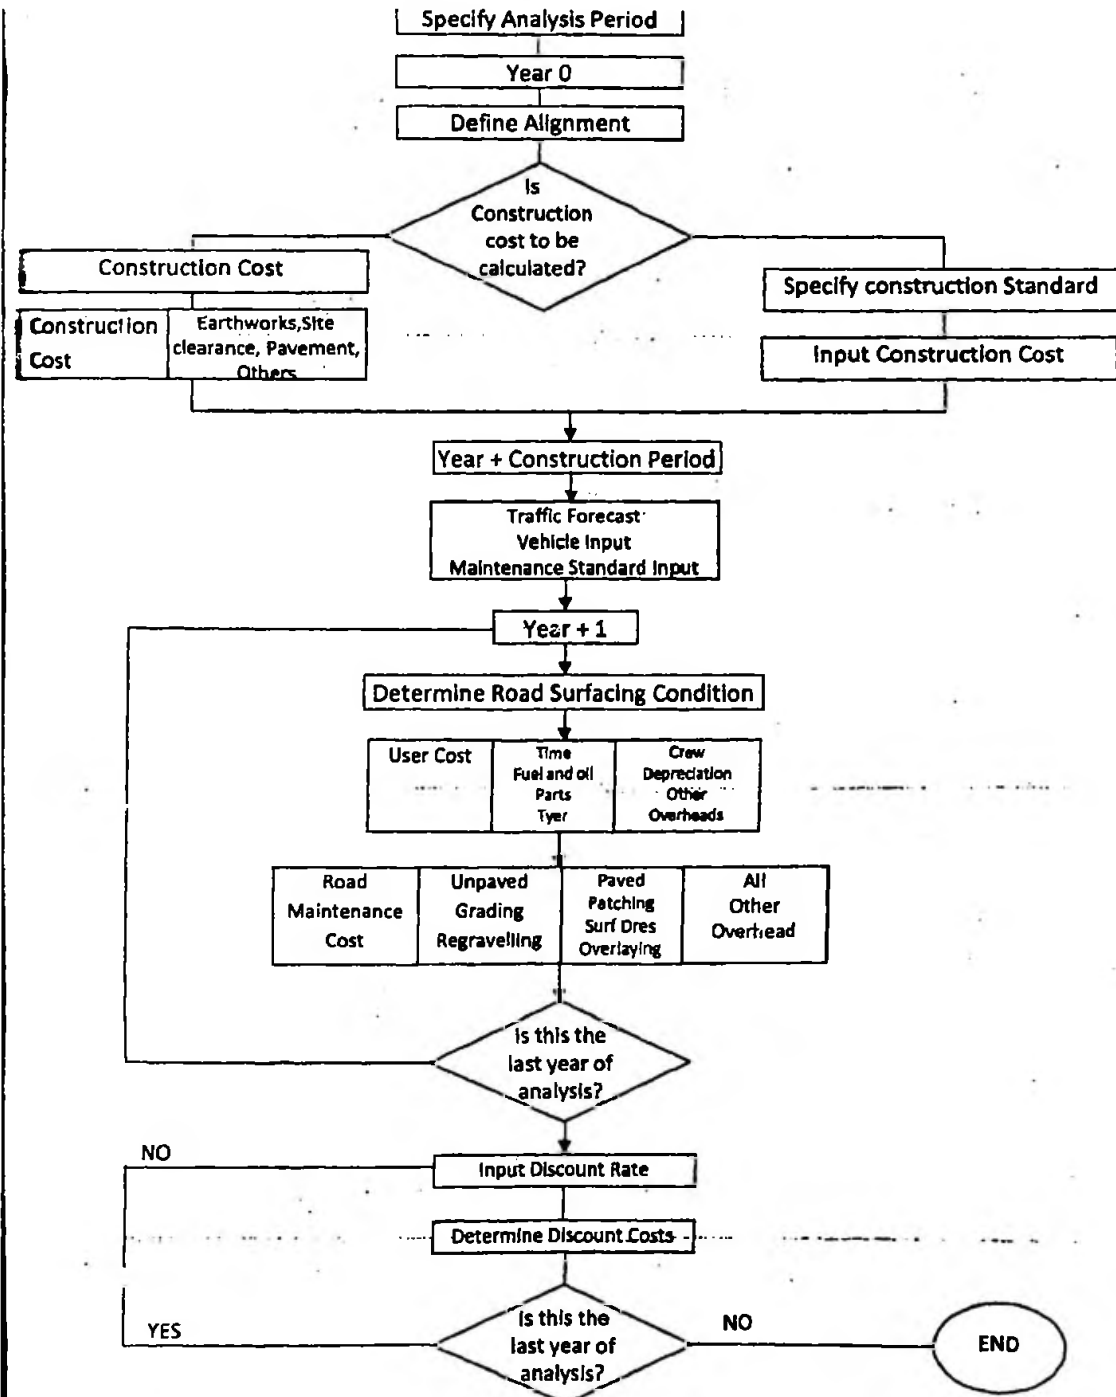 Specify Analysis Period
Year 0
Define Alignment
Is
Construction
cost to be
calculated?
Construction Cost
Construction
Cost
Earthworks,Site
clearance, Pavement,
Others
Specify construction Standard
Input Construction Cost
Year + Construction Period
Traffic Forecast
Vehicle Input
Maintenance Standard Input
Year + 1
Determine Road Surfacing Condition
User Cost
Time
Fuel and oil
Parts
Tyer
Crew
Depreciation
Other
Overheads
Road
Maintenance
Cost
Unpaved
Grading
Regravelling
Paved
Patching
Surf Dres
Overlaying
All
Other
Overhead
Is this the
last year of
analysis?
NO
Input Discount Rate
Determine Discount Costs
YES
Is this the
last year of
analysis?
NO
END